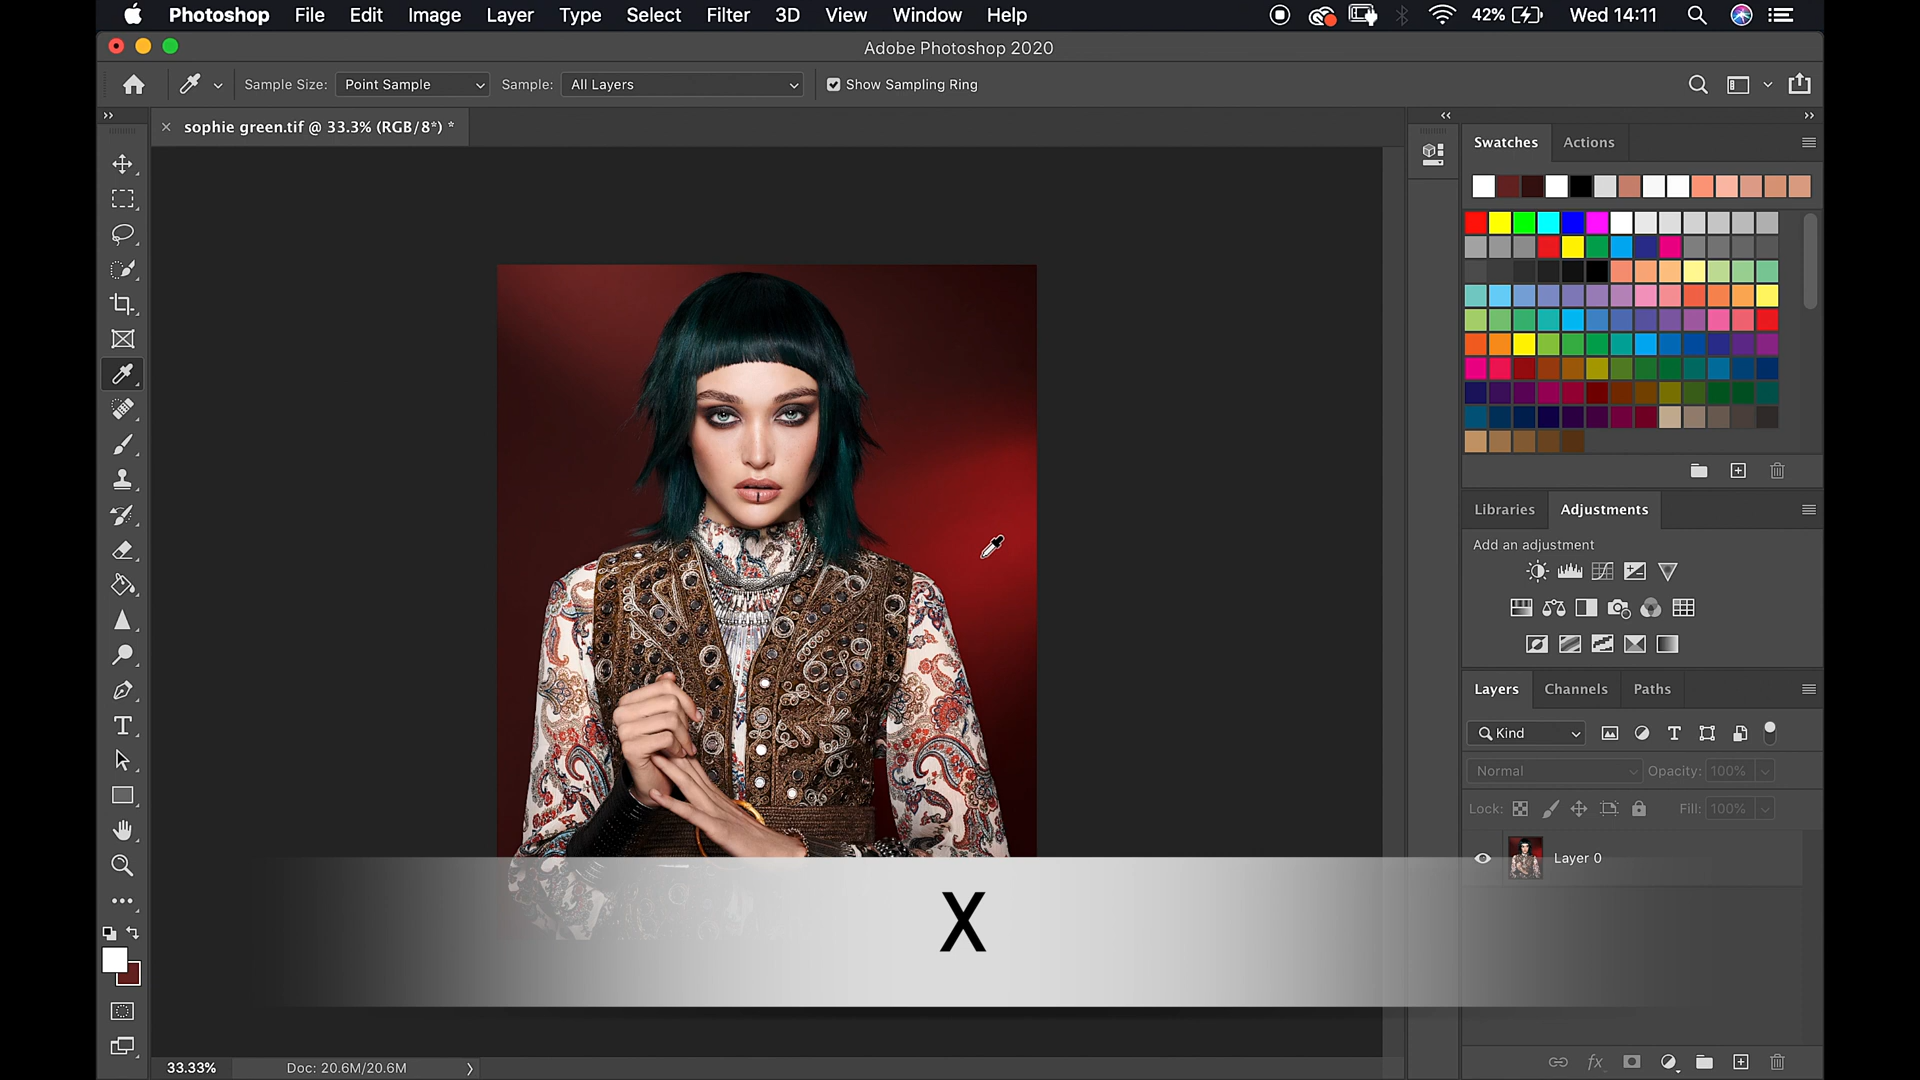 Photoshop File Edit Image Layer Type Select Filter 3D View Window Help 42% Wed 14:11
Adobe Photoshop 2020
Sample Size: Point Sample Sample: All Layers Show Sampling Ring
sophie green.tif @ 33.3% (RGB/8*) *
Swatches Actions
Libraries Adjustments
Add an adjustment
Layers Channels Paths
Kind
Normal Opacity: 100%
Lock: Fill: 100%
Layer 0
X
33.33% Doc: 20.6M/20.6M